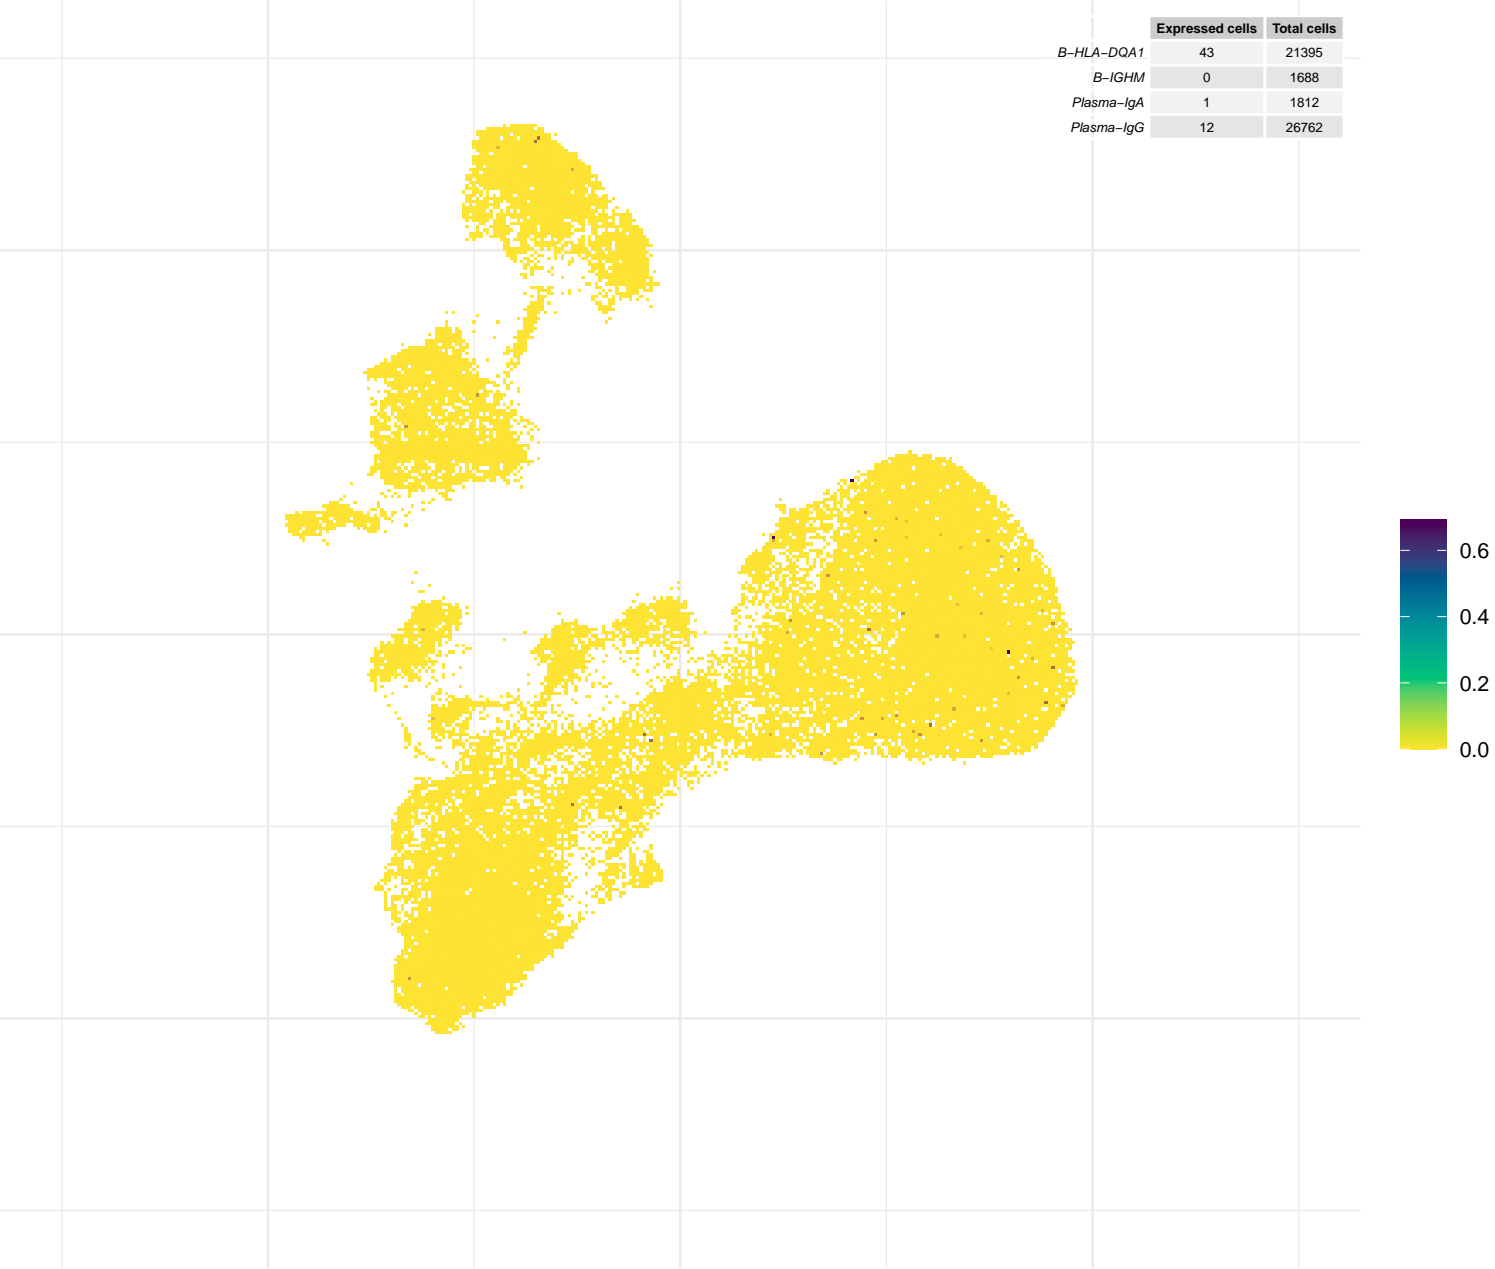 Expressed cells Total cells
B−HLA−DQA1 43 21395
B−IGHM 0 1688
Plasma−IgA 1 1812
Plasma−IgG 12 26762
0.6
0.4
0.2
0.0